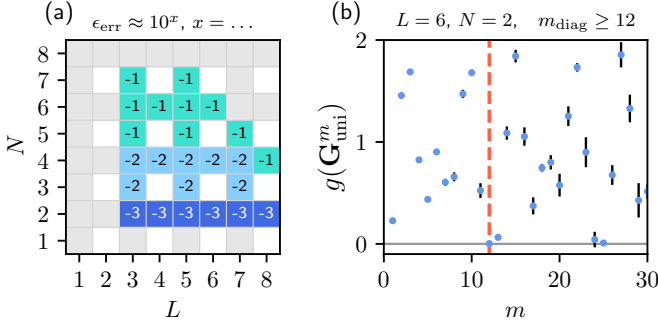 (a)
ϵ_err ≈ 10^x, x = …
8
7 -1 -1
6 -1 -1 -1 -1
5 -1 -1 -1
4 -2 -2 -2 -2 -2 -1
3 -2 -2 -2
2 -3 -3 -3 -3 -3 -3
1
N
1 2 3 4 5 6 7 8
L
(b)
L = 6, N = 2, m_diag ≥ 12
2
1
0
g(𝐆^m_uni)
0 10 20 30
m